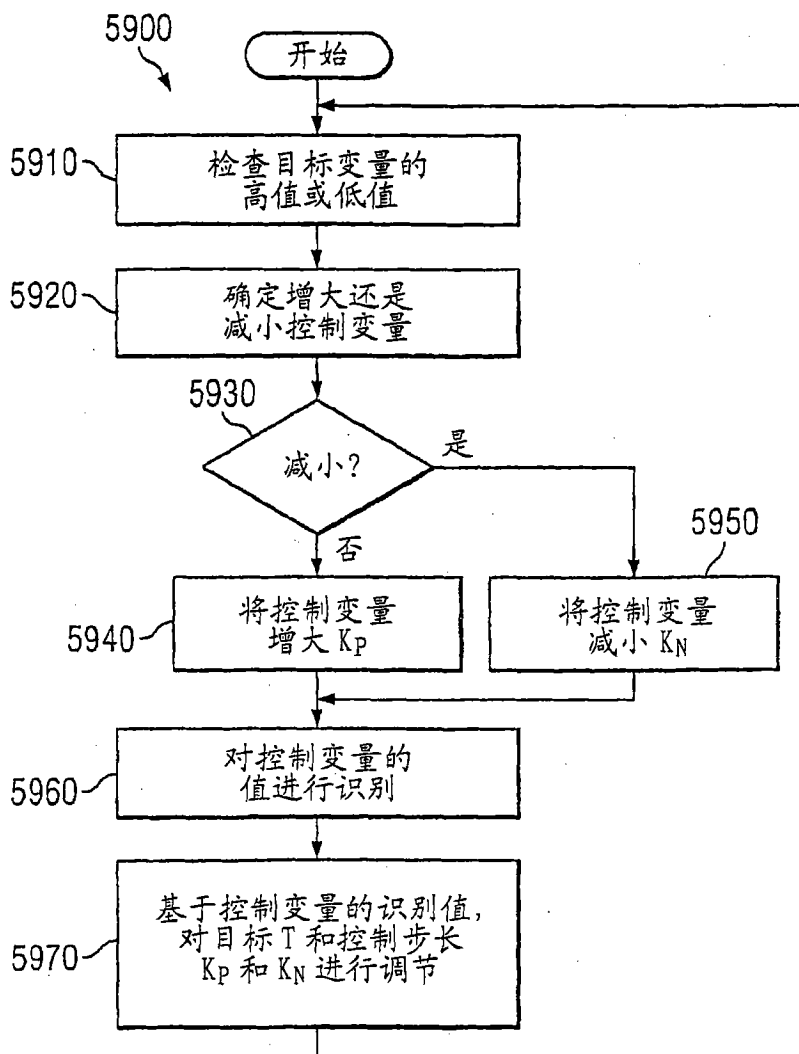 5900
开始
5910
检查目标变量的
高值或低值
5920
确定增大还是
减小控制变量
5930
减小?
是
否
5940
将控制变量
增大 KP
5950
将控制变量
减小 KN
5960
对控制变量的
值进行识别
5970
基于控制变量的识别值,
对目标 T 和控制步长
KP 和 KN 进行调节